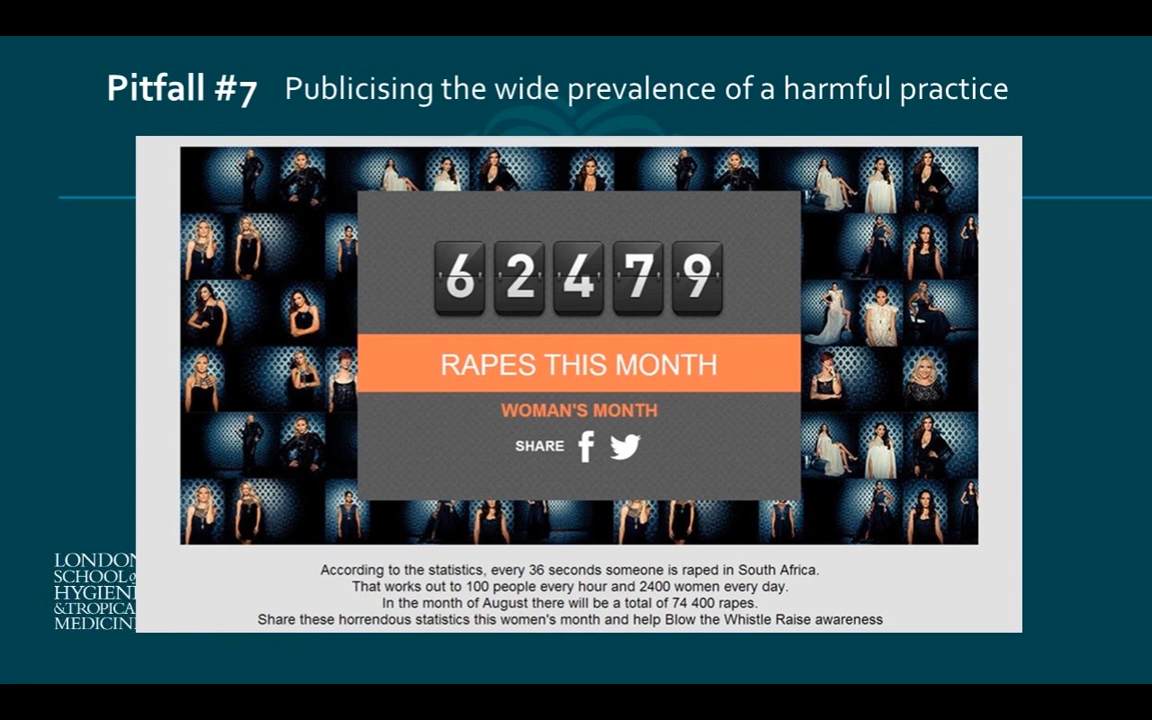 Pitfall #7 Publicising the wide prevalence of a harmful practice
62479
RAPES THIS MONTH
WOMAN'S MONTH
SHARE
According to the statistics, every 36 seconds someone is raped in South Africa.
That works out to 100 people every hour and 2400 women every day.
In the month of August there will be a total of 74 400 rapes.
Share these horrendous statistics this women's month and help Blow the Whistle Raise awareness
LONDON
SCHOOL of
HYGIENE
&TROPICA
MEDICIN